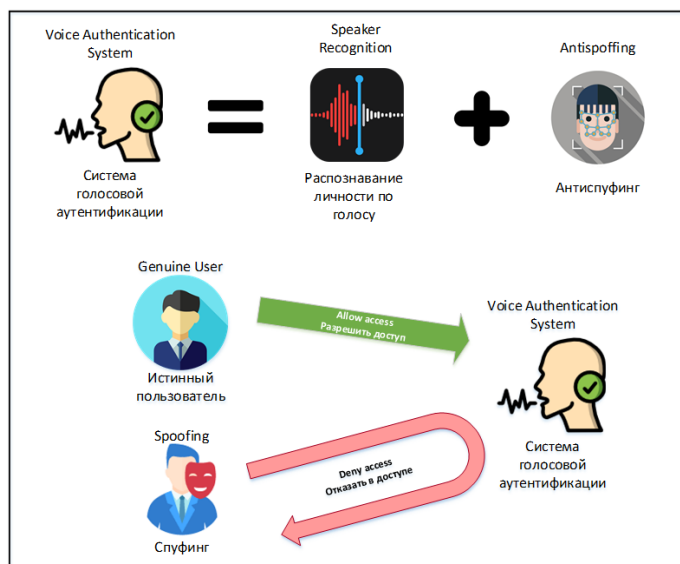 Voice Authentication
System
Speaker
Recognition
Antispoffing
Система
голосовой
аутентификации
Распознавание
личности по
голосу
Антиспуфинг
Genuine User
Allow access
Разрешить доступ
Voice Authentication
System
Истинный
пользователь
Spoofing
Deny access
Отказать в доступе
Система
голосовой
аутентификации
Спуфинг